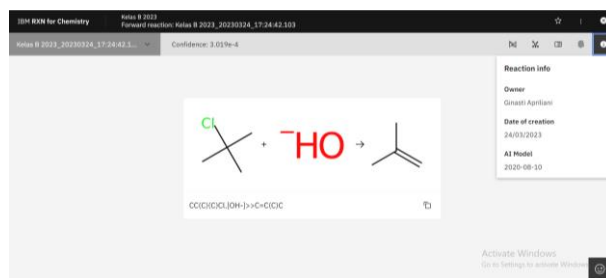 IBM RXN for Chemistry
Kelas B 2023
Forward reaction: Kelas B 2023_20230324_17:24:42.103
Kelas B 2023_20230324_17:24:42.1...
Confidence: 3.019e-4
Reaction info
Owner
Ginasti Apriliani
Date of creation
24/03/2023
AI Model
2020-08-10
Cl
+
⁻HO
→
CC(C)(C)Cl.[OH-]>>C=C(C)C
Activate Windows
Go to Settings to activate Windows